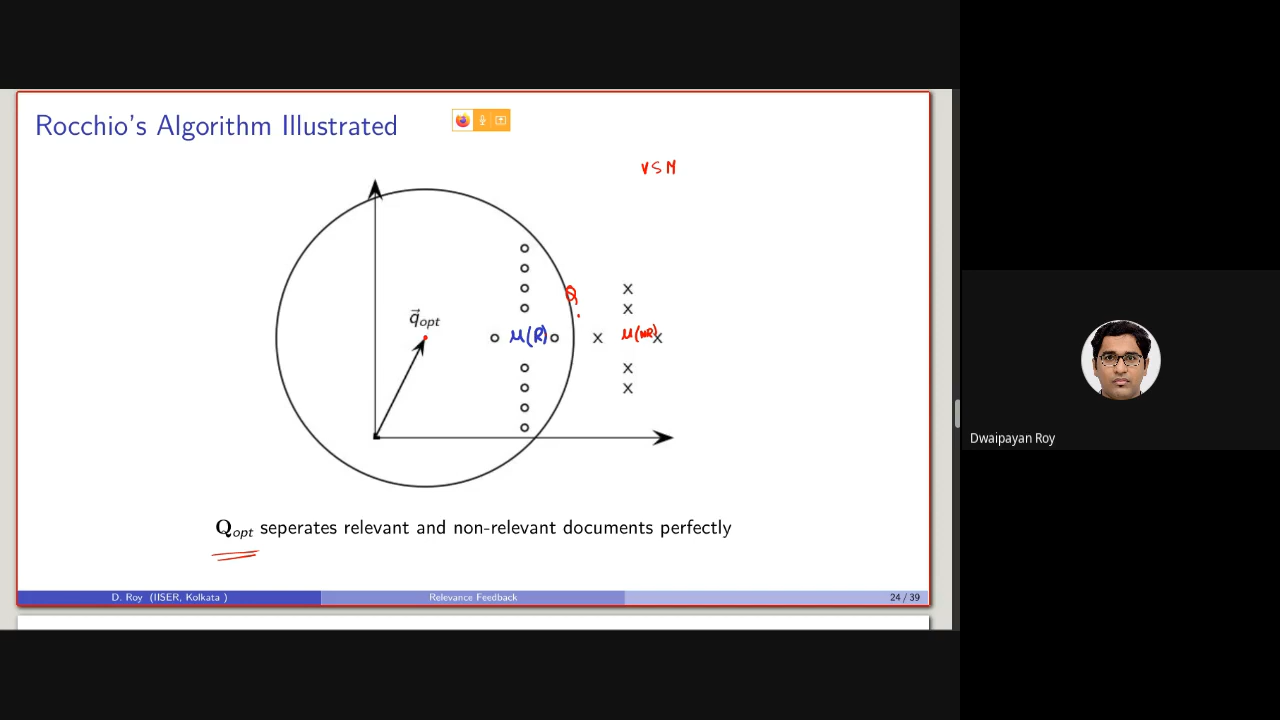 Rocchio's Algorithm Illustrated
VSM
Q
q⃗opt
μ(R)
μ(NR)
Qopt seperates relevant and non-relevant documents perfectly
Dwaipayan Roy
D. Roy (IISER, Kolkata )
Relevance Feedback
24 / 39